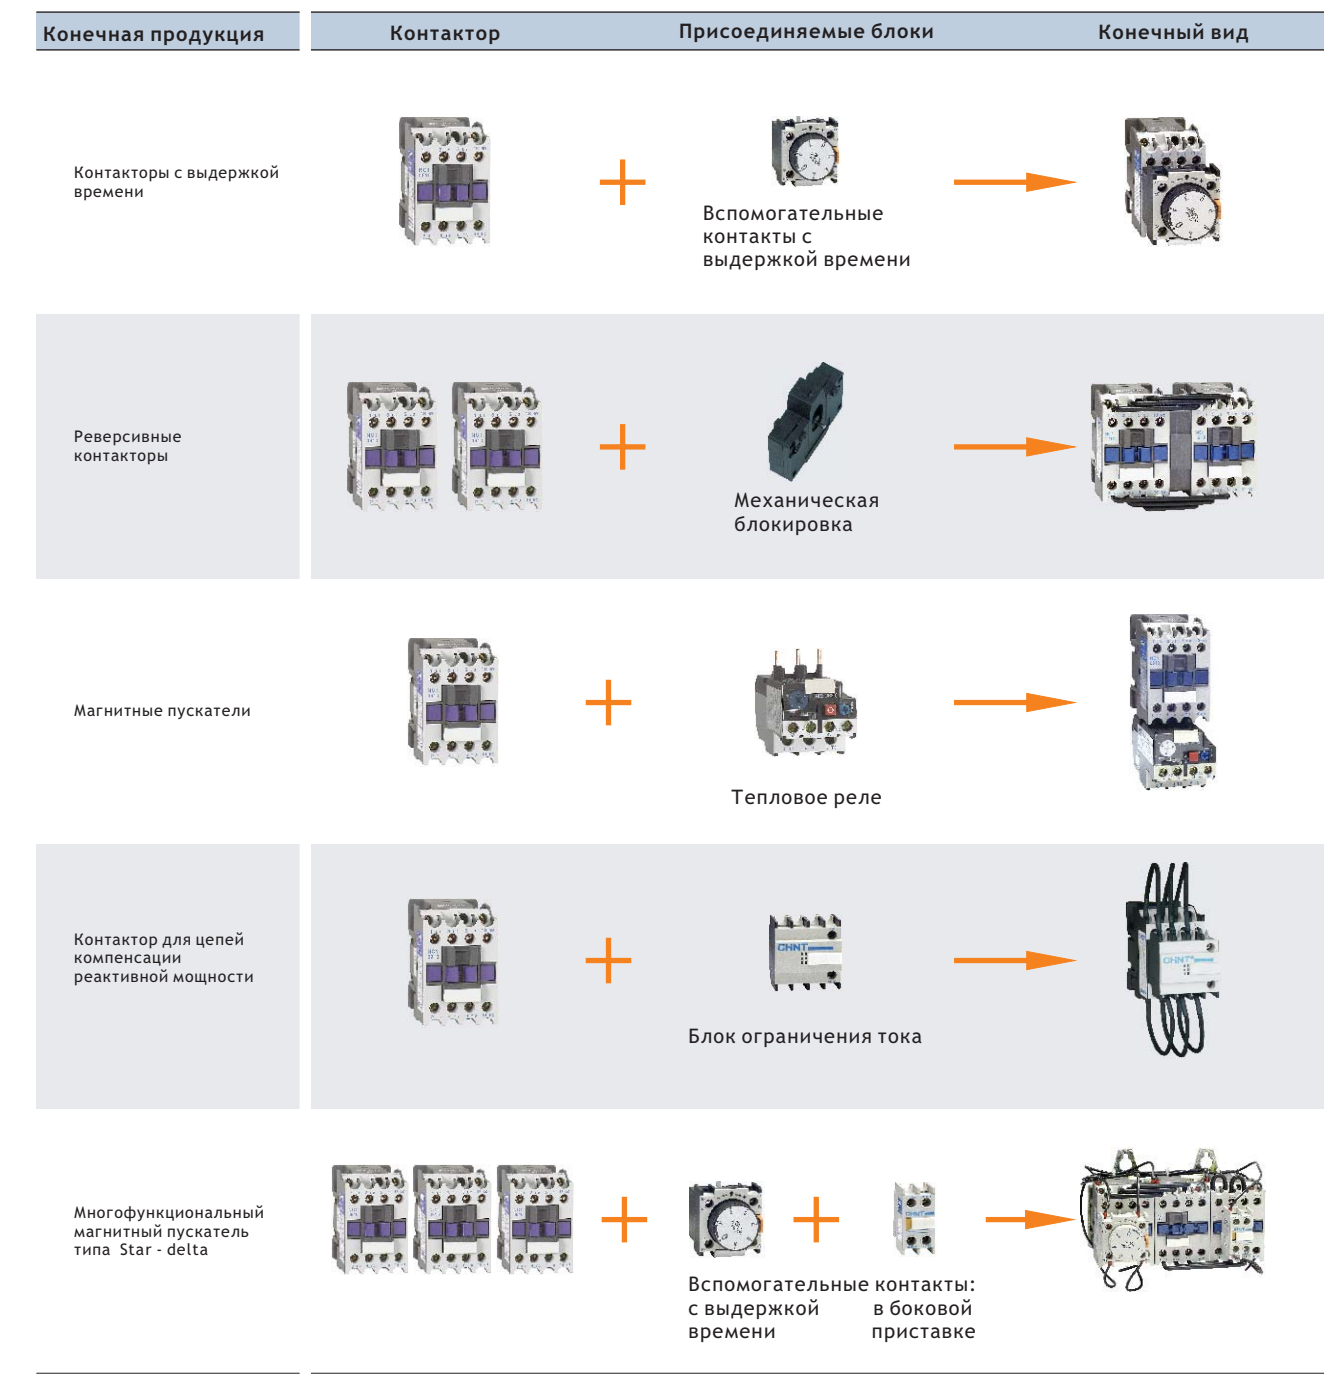 Конечная продукция
Контактор
Присоединяемые блоки
Конечный вид
Контакторы с выдержкой
времени
Вспомогательные
контакты с
выдержкой времени
Реверсивные
контакторы
Механическая
блокировка
Магнитные пускатели
Тепловое реле
Контактор для цепей
компенсации
реактивной мощности
CHNT
CHNT
Блок ограничения тока
Многофункциональный
магнитный пускатель
типа Star - delta
Вспомогательные контакты:
с выдержкой в боковой
времени приставке